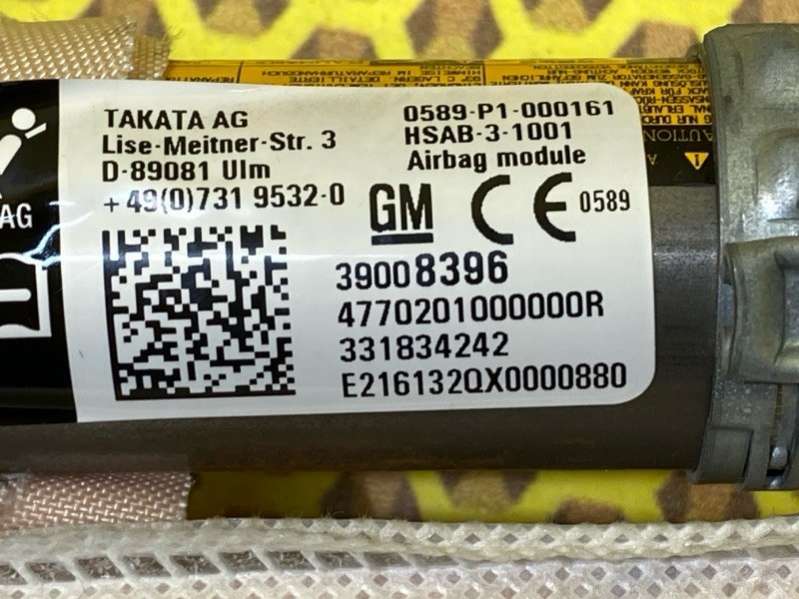 TAKATA AG
Lise-Meitner-Str. 3
D-89081 Ulm
+49(0)731 9532-0
0589-P1-000161
HSAB-3-1001
Airbag module
GM CE 0589
39008396
4770201000000R
331834242
E216132QX0000880
AG
CAUTION